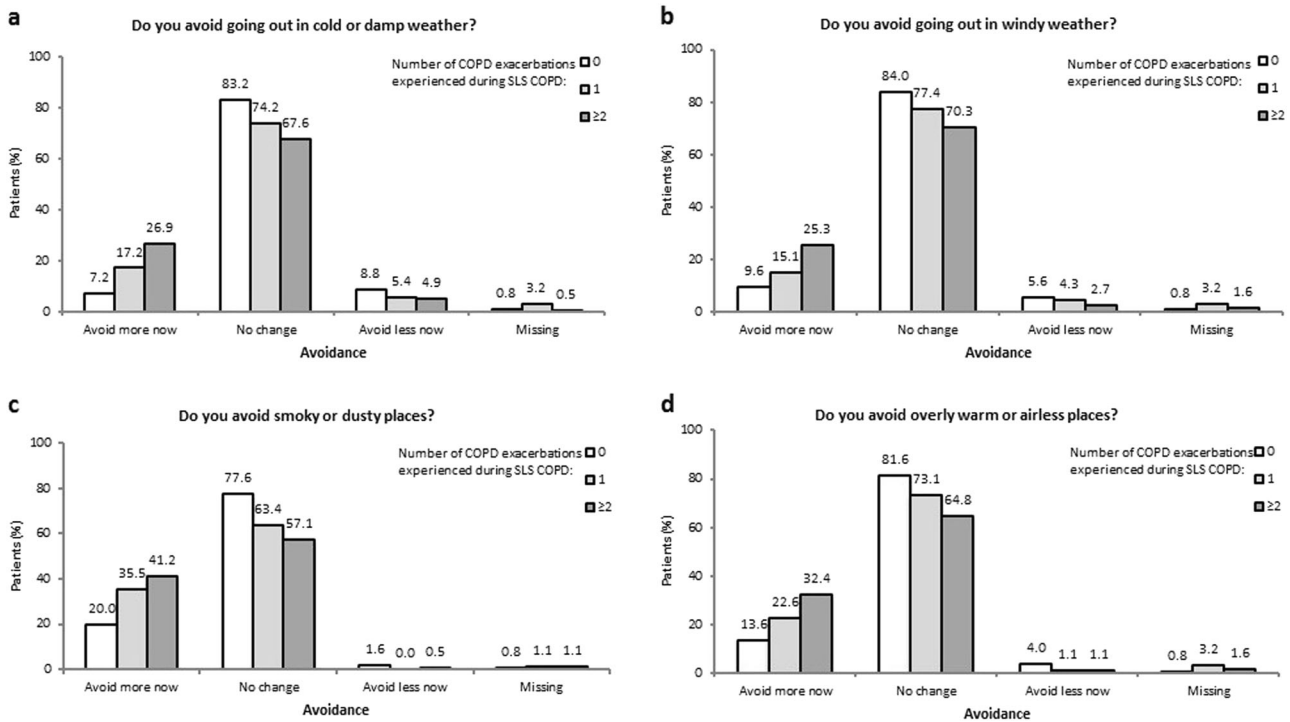 a
Do you avoid going out in cold or damp weather?
Number of COPD exacerbations
experienced during SLS COPD:
0
1
≥2
Patients (%)
100
80
60
40
20
0
7.2
17.2
26.9
83.2
74.2
67.6
8.8
5.4
4.9
0.8
3.2
0.5
Avoid more now
No change
Avoid less now
Missing
Avoidance
b
Do you avoid going out in windy weather?
Number of COPD exacerbations
experienced during SLS COPD:
0
1
≥2
Patients (%)
100
80
60
40
20
0
9.6
15.1
25.3
84.0
77.4
70.3
5.6
4.3
2.7
0.8
3.2
1.6
Avoid more now
No change
Avoid less now
Missing
Avoidance
c
Do you avoid smoky or dusty places?
Number of COPD exacerbations
experienced during SLS COPD:
0
1
≥2
Patients (%)
100
80
60
40
20
0
20.0
35.5
41.2
77.6
63.4
57.1
1.6
0.0
0.5
0.8
1.1
1.1
Avoid more now
No change
Avoid less now
Missing
Avoidance
d
Do you avoid overly warm or airless places?
Number of COPD exacerbations
experienced during SLS COPD:
0
1
≥2
Patients (%)
100
80
60
40
20
0
13.6
22.6
32.4
81.6
73.1
64.8
4.0
1.1
1.1
0.8
3.2
1.6
Avoid more now
No change
Avoid less now
Missing
Avoidance